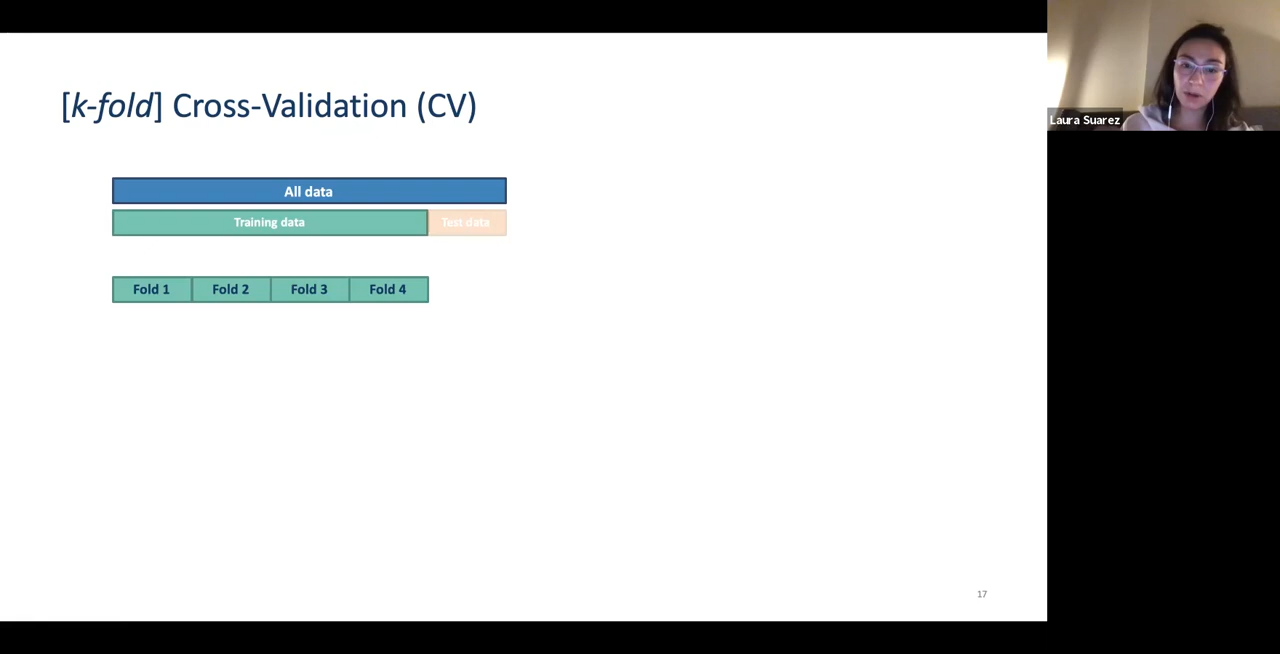 [k-fold] Cross-Validation (CV)
All data
Training data
Test data
Fold 1
Fold 2
Fold 3
Fold 4
17
Laura Suarez